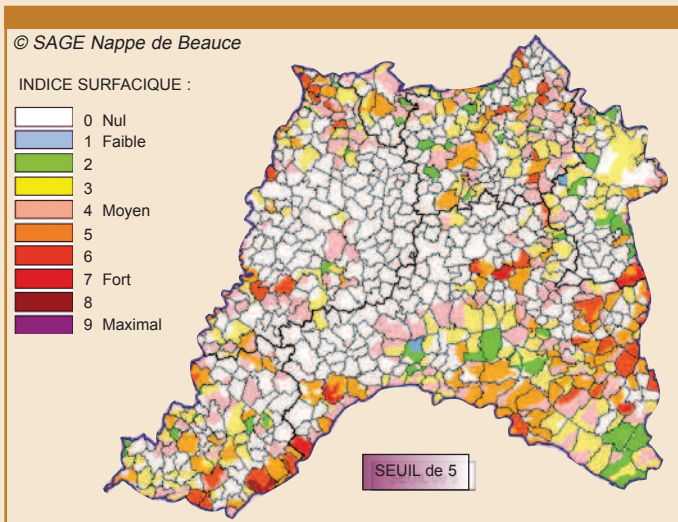 © SAGE Nappe de Beauce
INDICE SURFACIQUE :
0 Nul
1 Faible
2
3
4 Moyen
5
6
7 Fort
8
9 Maximal
SEUIL de 5